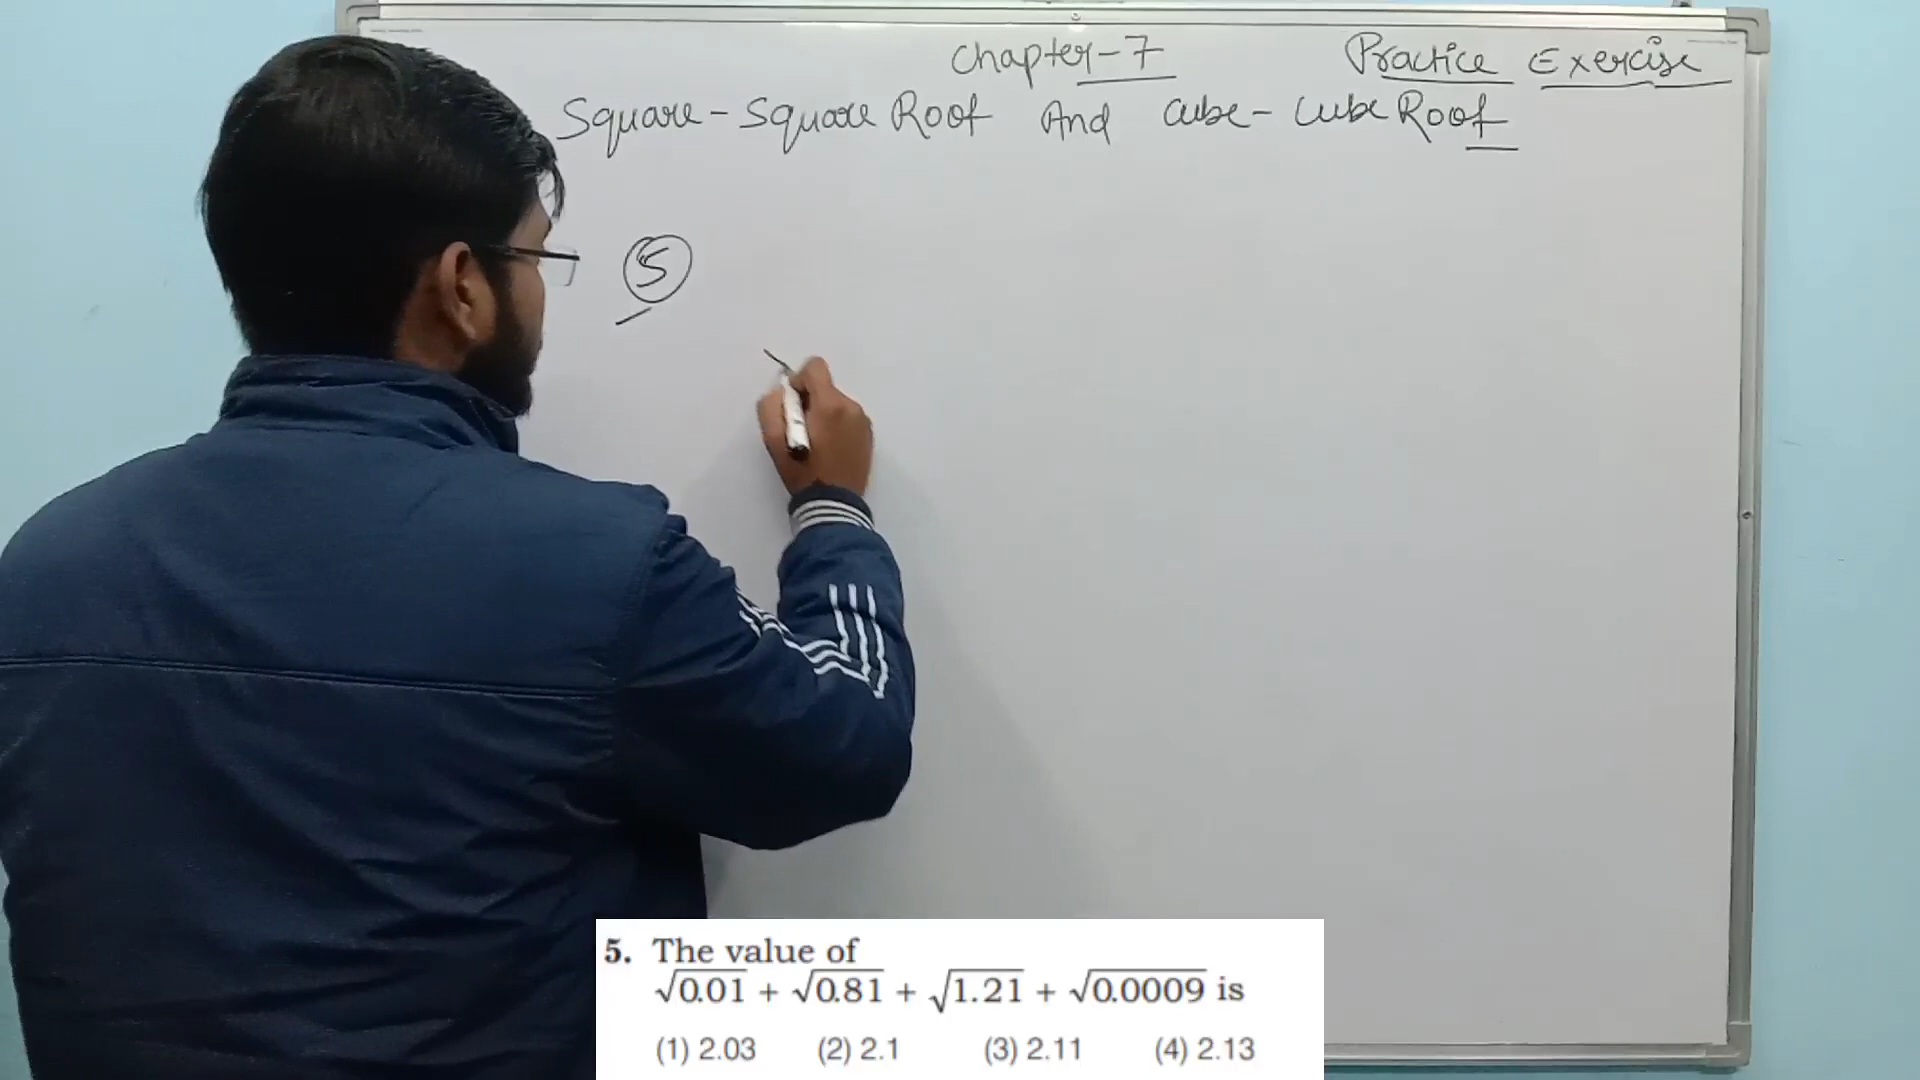 Chapter-7 Practice Exercise
Square-Square Root And Cube-Cube Root
5
5. The value of
√0.01 + √0.81 + √1.21 + √0.0009 is
(1) 2.03 (2) 2.1 (3) 2.11 (4) 2.13